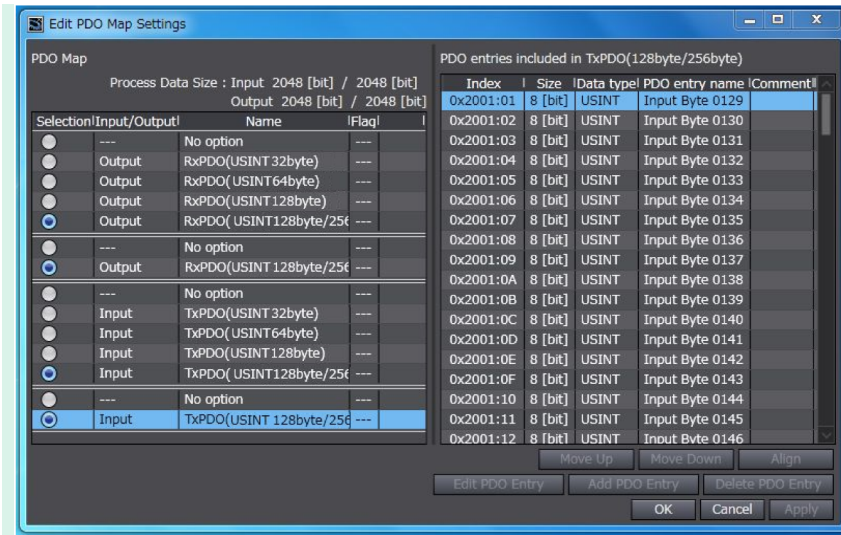 Edit PDO Map Settings
PDO Map
Process Data Size : Input 2048 [bit] / 2048 [bit]
Output 2048 [bit] / 2048 [bit]
Selection Input/Output Name Flag
--- No option ---
Output RxPDO(USINT32byte) ---
Output RxPDO(USINT64byte) ---
Output RxPDO(USINT128byte) ---
Output RxPDO( USINT128byte/256 ---
--- No option ---
Output RxPDO(USINT128byte/256 ---
--- No option ---
Input TxPDO(USINT32byte) ---
Input TxPDO(USINT64byte) ---
Input TxPDO(USINT128byte) ---
Input TxPDO( USINT128byte/256 ---
--- No option ---
Input TxPDO(USINT 128byte/256 ---
PDO entries included in TxPDO(128byte/256byte)
Index Size Data type PDO entry name Comment
0x2001:01 8 [bit] USINT Input Byte 0129
0x2001:02 8 [bit] USINT Input Byte 0130
0x2001:03 8 [bit] USINT Input Byte 0131
0x2001:04 8 [bit] USINT Input Byte 0132
0x2001:05 8 [bit] USINT Input Byte 0133
0x2001:06 8 [bit] USINT Input Byte 0134
0x2001:07 8 [bit] USINT Input Byte 0135
0x2001:08 8 [bit] USINT Input Byte 0136
0x2001:09 8 [bit] USINT Input Byte 0137
0x2001:0A 8 [bit] USINT Input Byte 0138
0x2001:0B 8 [bit] USINT Input Byte 0139
0x2001:0C 8 [bit] USINT Input Byte 0140
0x2001:0D 8 [bit] USINT Input Byte 0141
0x2001:0E 8 [bit] USINT Input Byte 0142
0x2001:0F 8 [bit] USINT Input Byte 0143
0x2001:10 8 [bit] USINT Input Byte 0144
0x2001:11 8 [bit] USINT Input Byte 0145
0x2001:12 8 [bit] USINT Input Byte 0146
Move Up Move Down Align
Edit PDO Entry Add PDO Entry Delete PDO Entry
OK Cancel Apply